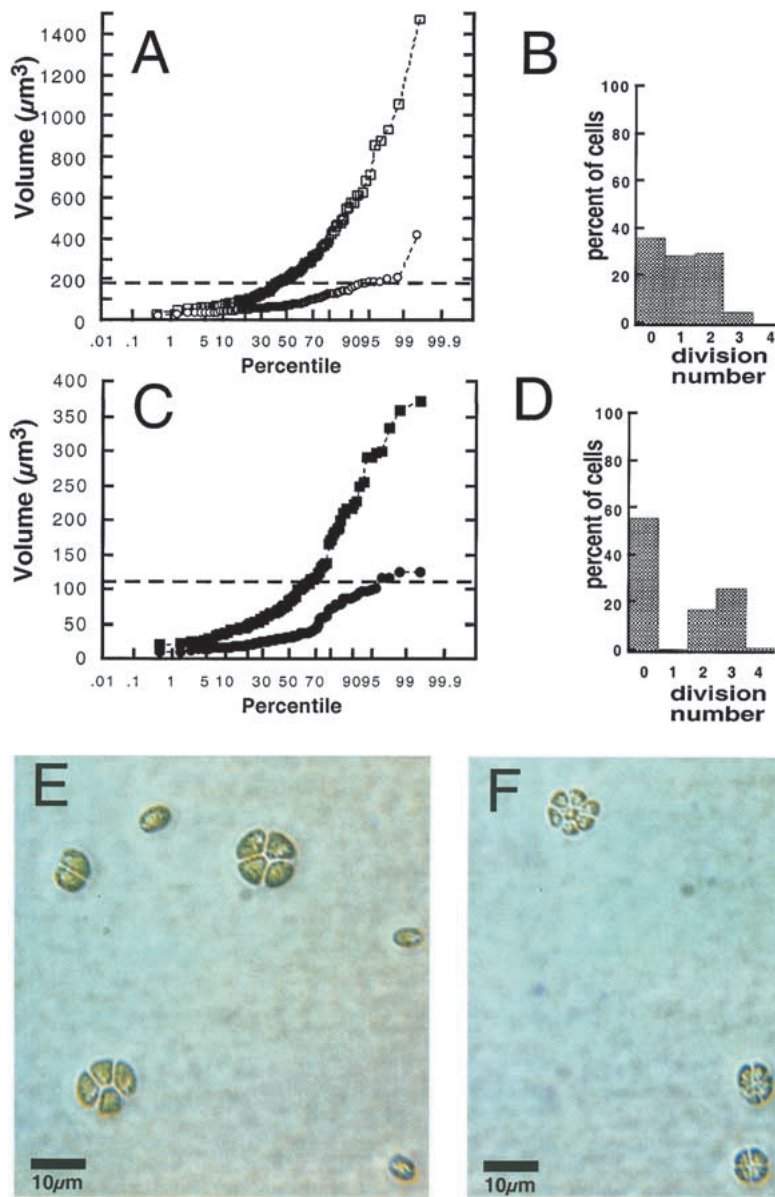 A
Volume (µm³)
1400
1200
1000
800
600
400
200
0
.01 .1 1 5 10 30 50 70 90 95 99 99.9
Percentile
B
percent of cells
100
80
60
40
20
0
0 1 2 3 4
division
number
C
Volume (µm³)
400
350
300
250
200
150
100
50
0
.01 .1 1 5 10 30 50 70 90 95 99 99.9
Percentile
D
percent of cells
100
80
60
40
20
0
0 1 2 3 4
division
number
E
10µm
F
10µm